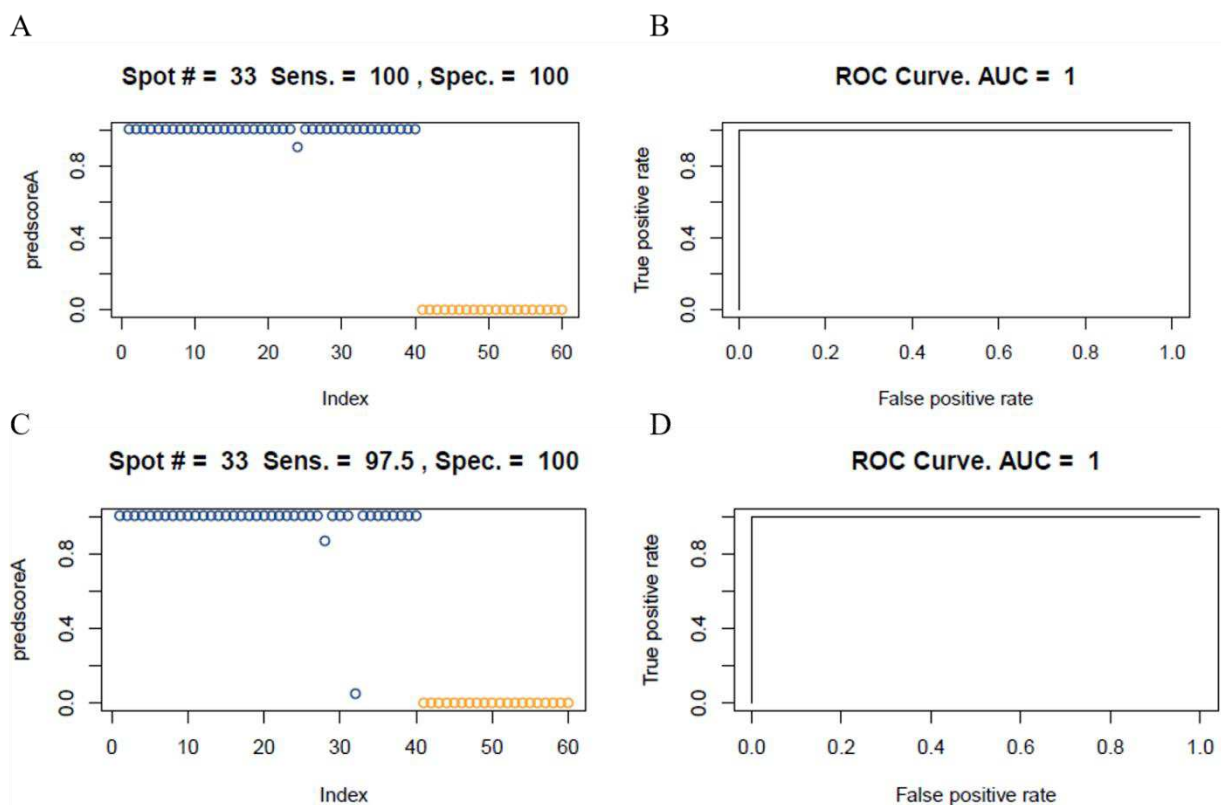 A
B
Spot # = 33 Sens. = 100 , Spec. = 100
ROC Curve. AUC = 1
predscoreA
0.0 0.4 0.8
0 10 20 30 40 50 60
Index
True positive rate
0.0 0.4 0.8
0.0 0.2 0.4 0.6 0.8 1.0
False positive rate
C
D
Spot # = 33 Sens. = 97.5 , Spec. = 100
ROC Curve. AUC = 1
predscoreA
0.0 0.4 0.8
0 10 20 30 40 50 60
Index
True positive rate
0.0 0.4 0.8
0.0 0.2 0.4 0.6 0.8 1.0
False positive rate